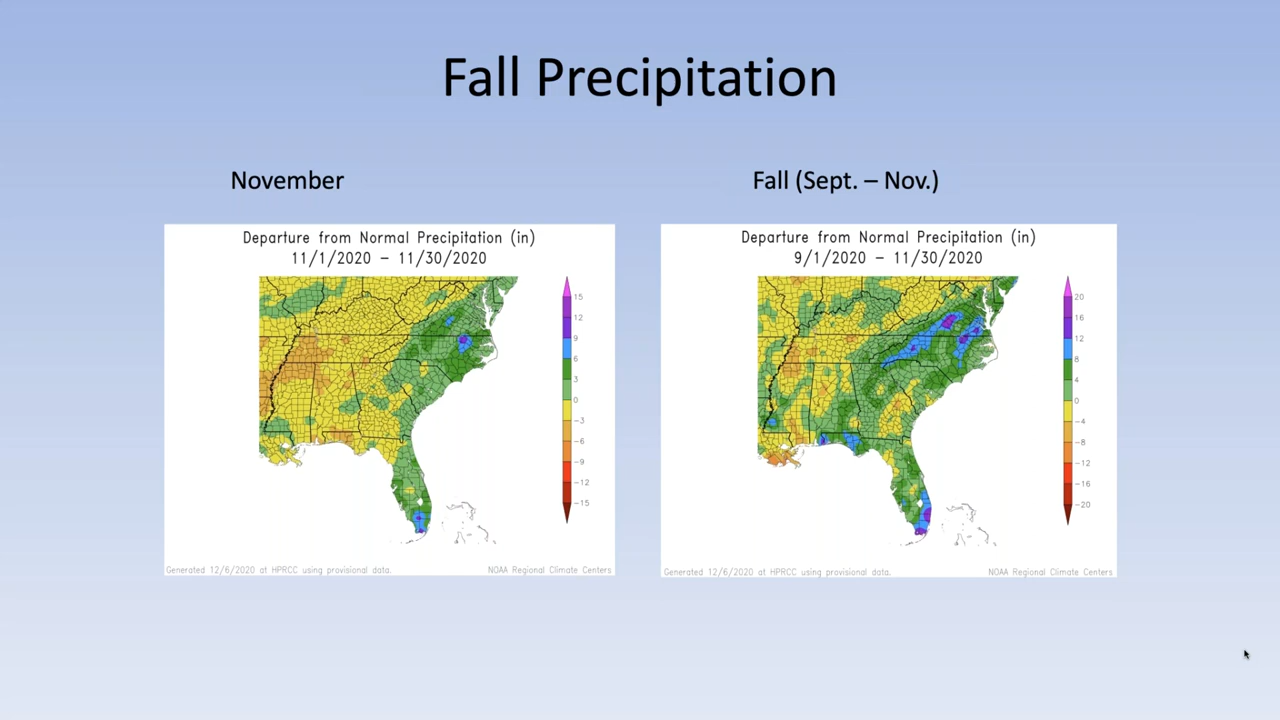 Fall Precipitation
November
Departure from Normal Precipitation (in)
11/1/2020 – 11/30/2020
15
12
9
6
3
0
−3
−6
−9
−12
−15
Generated 12/6/2020 at HPRCC using provisional data.
NOAA Regional Climate Centers
Fall (Sept. – Nov.)
Departure from Normal Precipitation (in)
9/1/2020 – 11/30/2020
20
16
12
8
4
0
−4
−8
−12
−16
−20
Generated 12/6/2020 at HPRCC using provisional data.
NOAA Regional Climate Centers